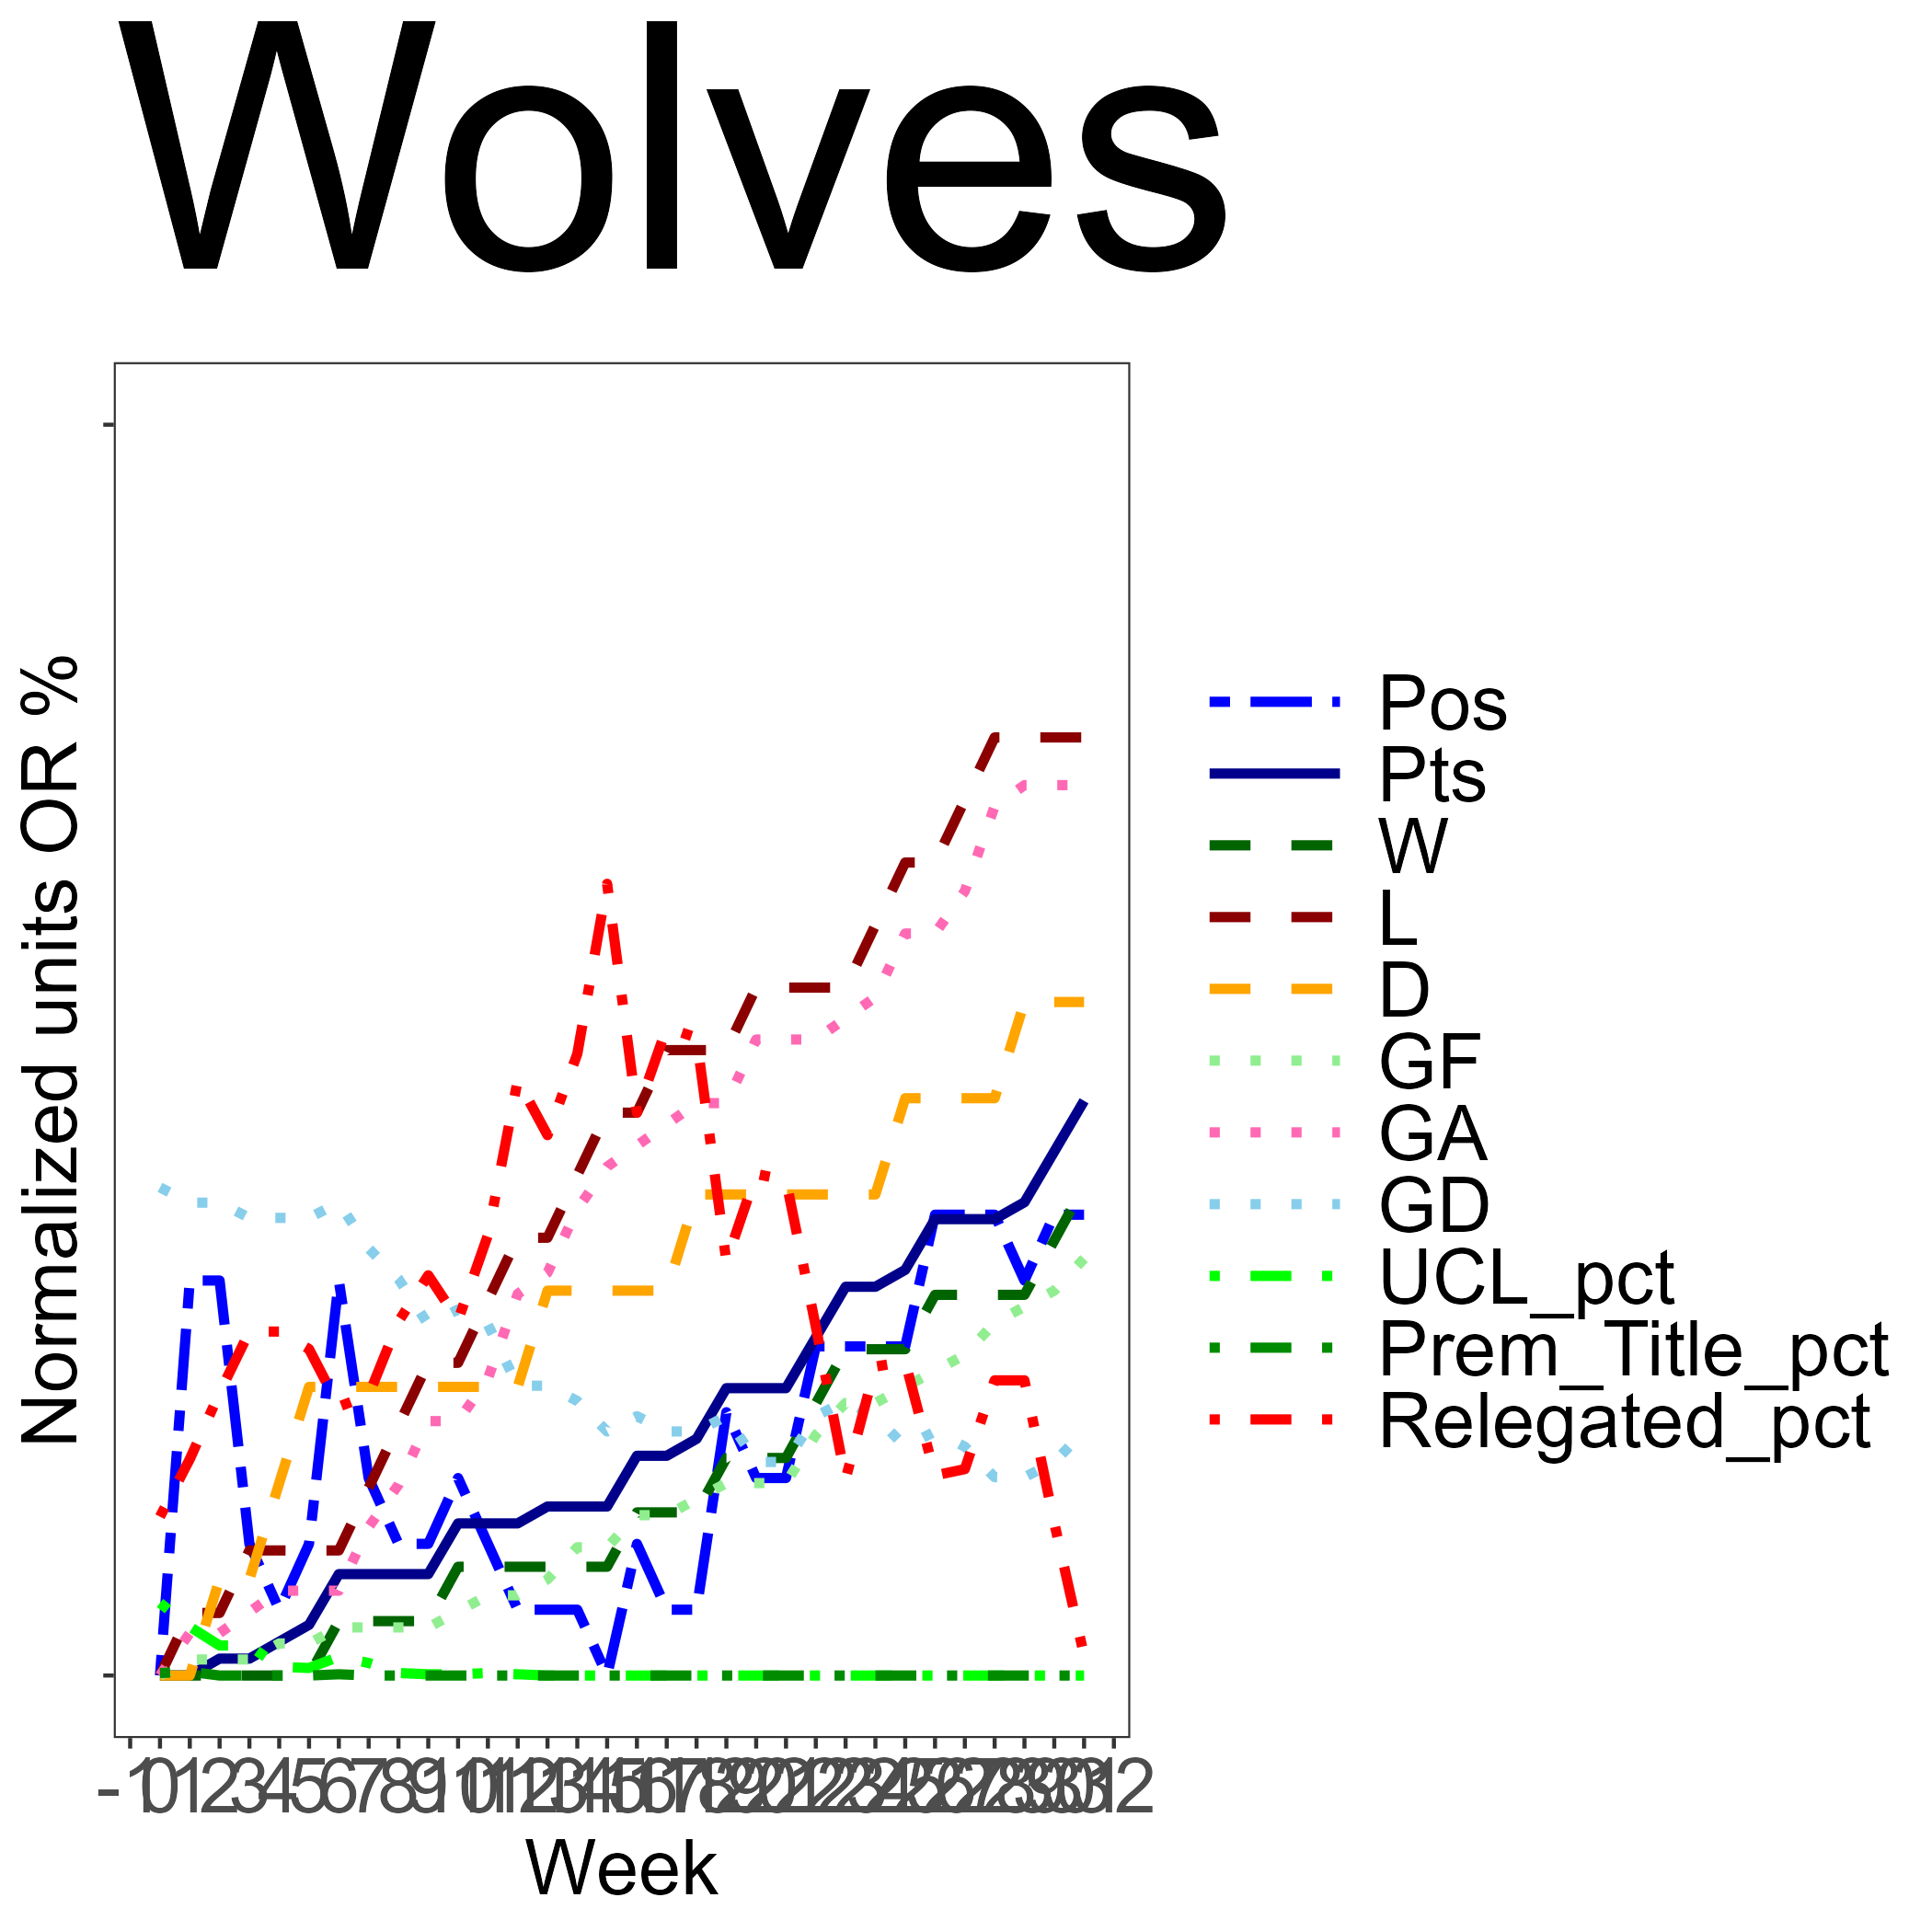 Wolves
Normalized units OR %
Pos
Pts
W
L
D
GF
GA
GD
UCL_pct
Prem_Title_pct
Relegated_pct
Week